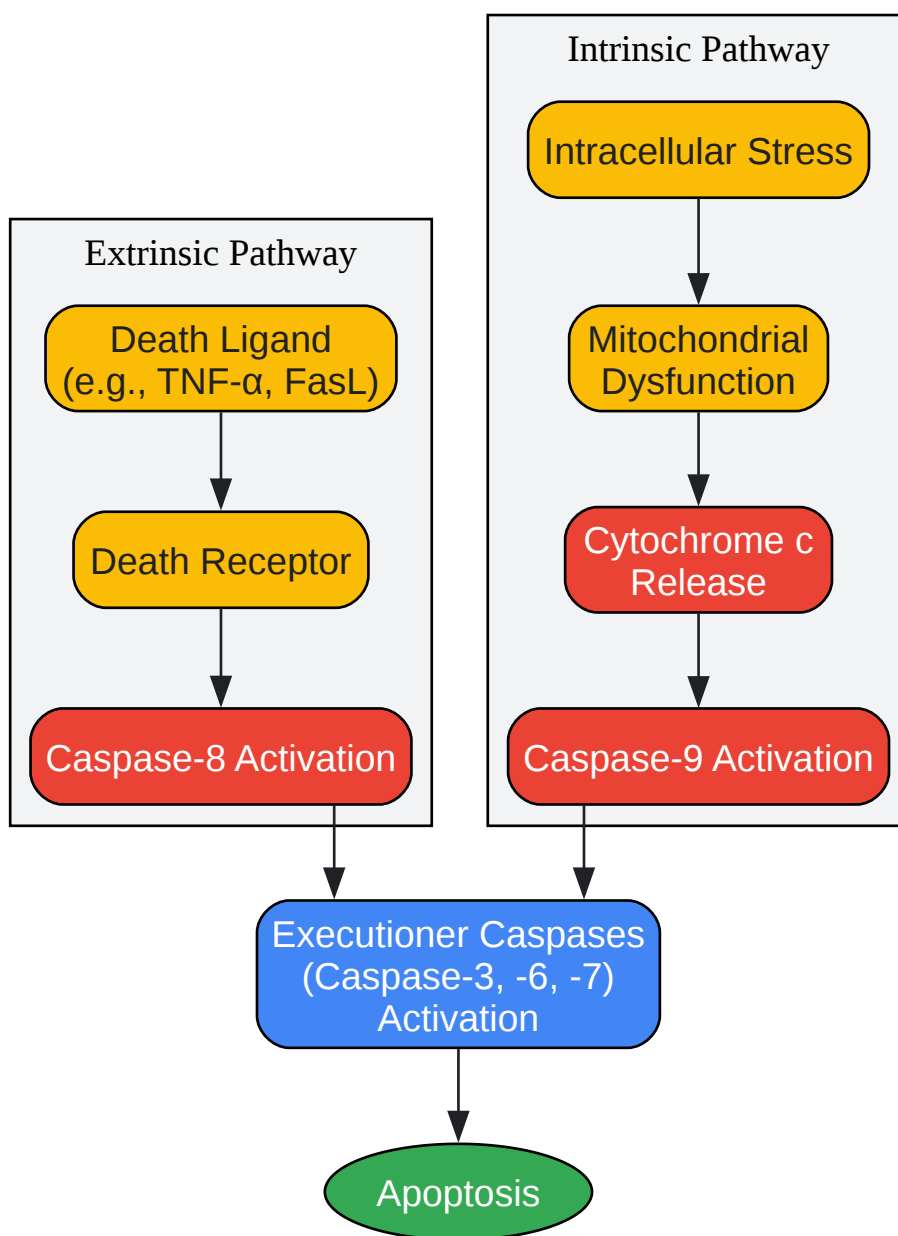 Extrinsic Pathway
Death Ligand
(e.g., TNF-α, FasL)
Death Receptor
Caspase-8 Activation
Intrinsic Pathway
Intracellular Stress
Mitochondrial
Dysfunction
Cytochrome c
Release
Caspase-9 Activation
Executioner Caspases
(Caspase-3, -6, -7)
Activation
Apoptosis